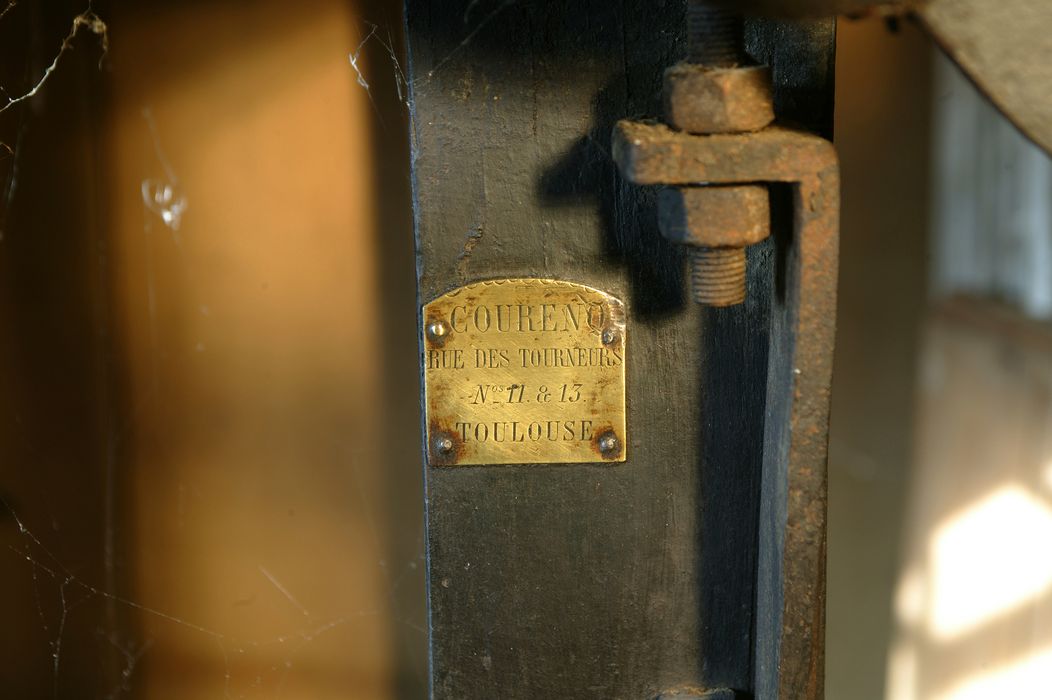 COURENQ
RUE DES TOURNEURS
Nos 11. & 13.
TOULOUSE